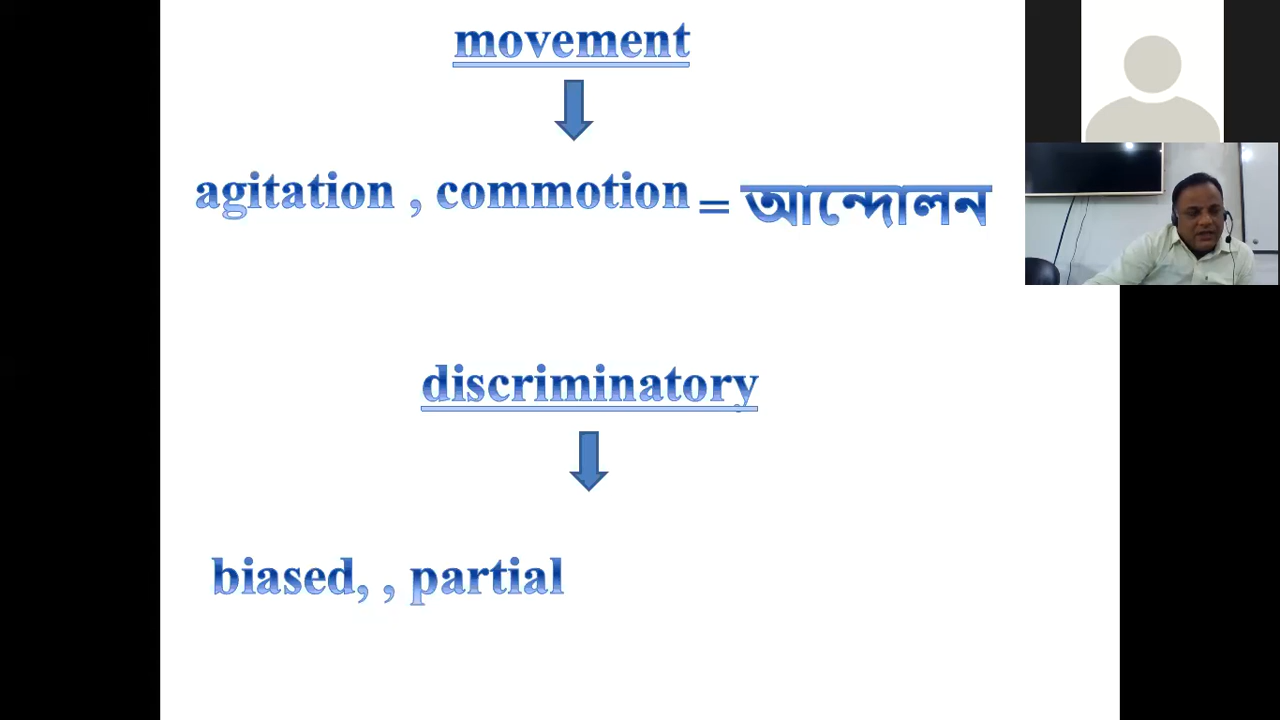 movement
agitation , commotion = আন্দোলন
discriminatory
biased, , partial